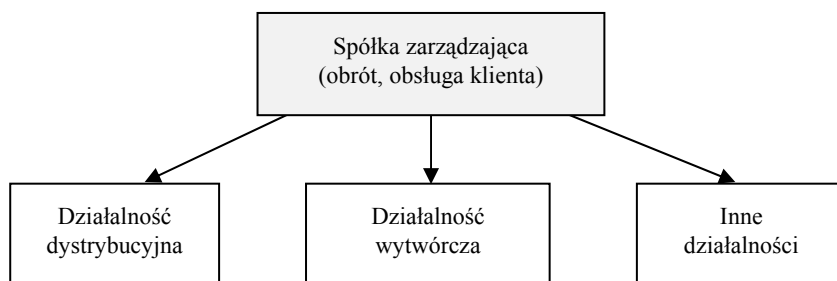 Spółka zarządzająca
(obrót, obsługa klienta)
Działalność
dystrybucyjna
Działalność
wytwórcza
Inne
działalności